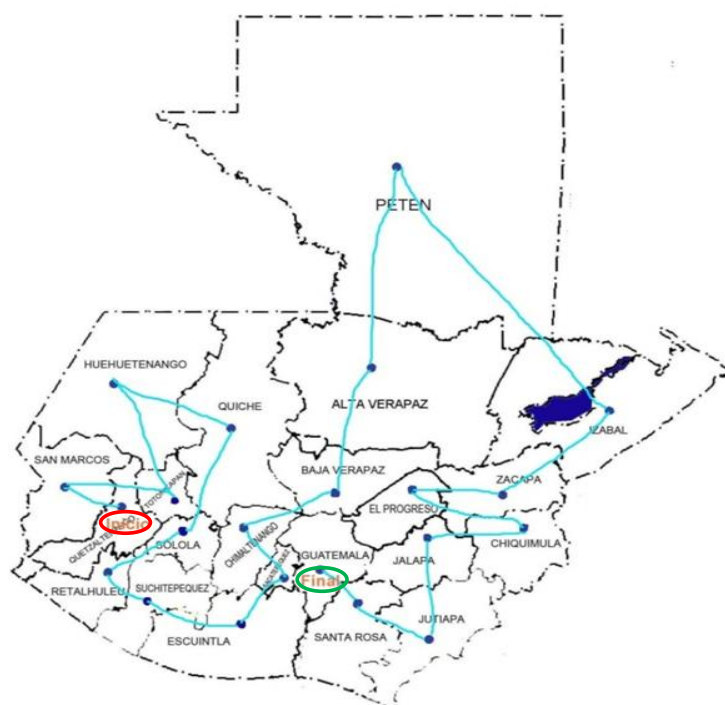 PETEN
HUEHUETENANGO
QUICHE
ALTA VERAPAZ
IZABAL
SAN MARCOS
BAJA VERAPAZ
ZACAPA
TOTONICAPAN
EL PROGRESO
Inicio
QUETZALTENANGO
SOLOLA
CHIMALTENANGO
CHIQUIMULA
GUATEMALA
JALAPA
RETALHULEU
SUCHITEPEQUEZ
Final
JUTIAPA
ESCUINTLA
SANTA ROSA